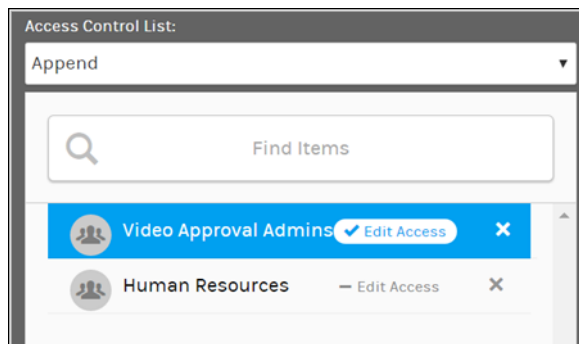 Access Control List:
Append
Find Items
Video Approval Admins Edit Access
Human Resources Edit Access